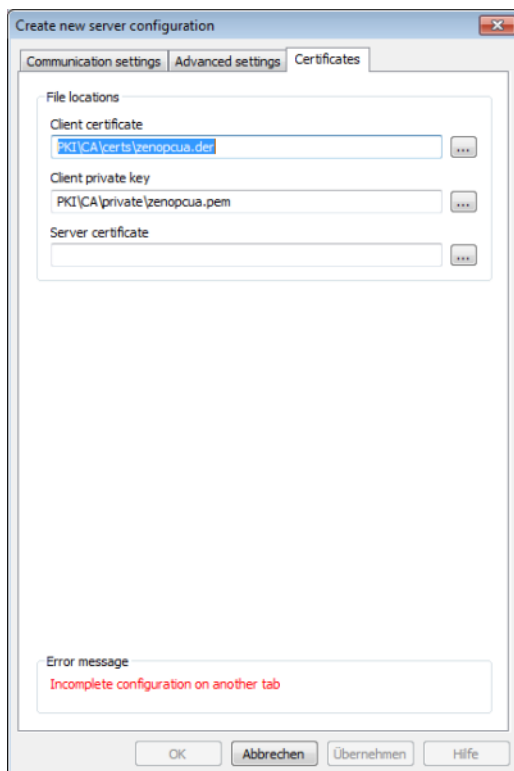 Create new server configuration
Communication settings Advanced settings Certificates
File locations
Client certificate
PKI\CA\certs\zenopcua.der
...
Client private key
PKI\CA\private\zenopcua.pem
...
Server certificate
...
Error message
Incomplete configuration on another tab
OK Abbrechen Übernehmen Hilfe